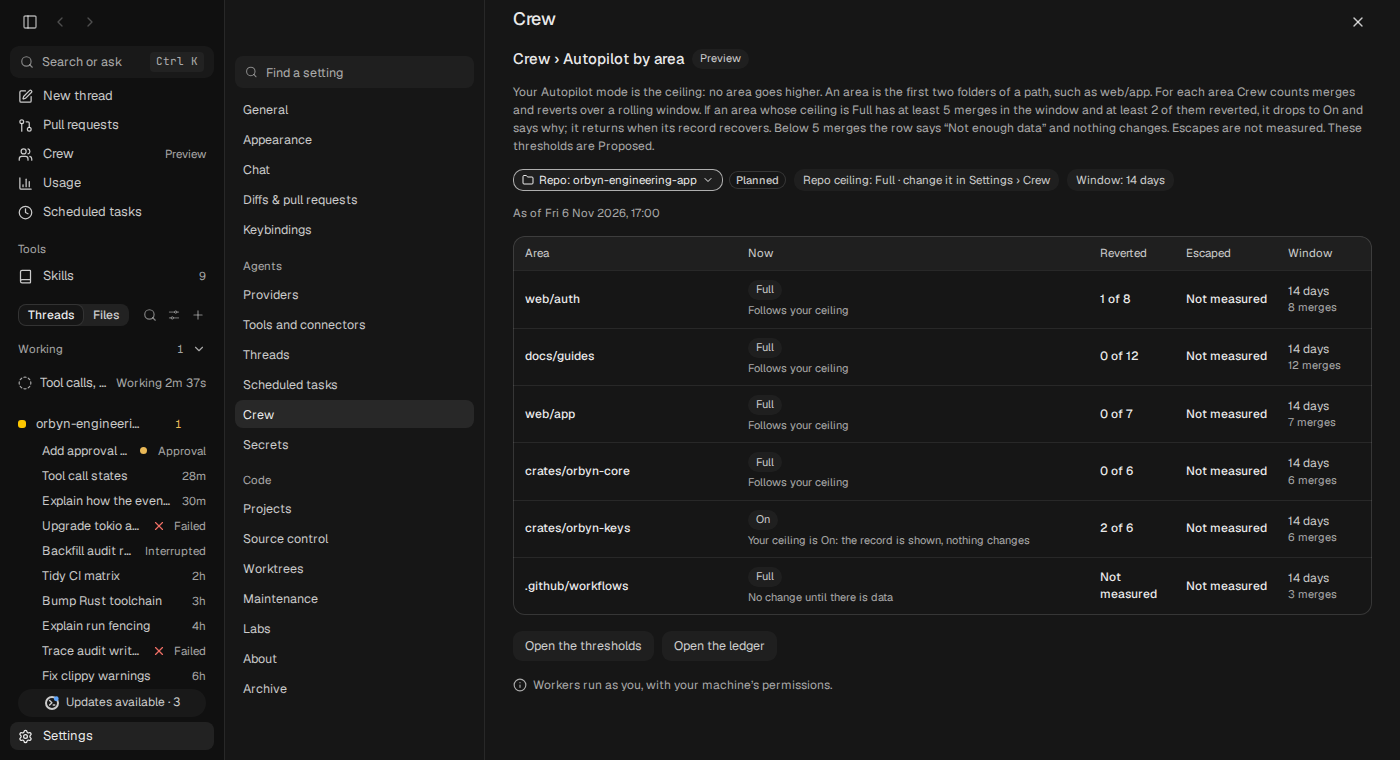 Search or ask
Ctrl K
New thread
Pull requests
Crew
Preview
Usage
Scheduled tasks
Tools
Skills
9
Threads
Files
Working
1
Tool calls, ...
Working 2m 37s
orbyn-engineeri...
1
Add approval ...
Approval
Tool call states
28m
Explain how the even...
30m
Upgrade tokio a...
Failed
Backfill audit r...
Interrupted
Tidy CI matrix
2h
Bump Rust toolchain
3h
Explain run fencing
4h
Trace audit writ...
Failed
Fix clippy warnings
6h
Updates available · 3
Settings
Find a setting
General
Appearance
Chat
Diffs & pull requests
Keybindings
Agents
Providers
Tools and connectors
Threads
Scheduled tasks
Crew
Secrets
Code
Projects
Source control
Worktrees
Maintenance
Labs
About
Archive
Crew
Crew › Autopilot by area
Preview
Your Autopilot mode is the ceiling: no area goes higher. An area is the first two folders of a path, such as web/app. For each area Crew counts merges
and reverts over a rolling window. If an area whose ceiling is Full has at least 5 merges in the window and at least 2 of them reverted, it drops to On and
says why; it returns when its record recovers. Below 5 merges the row says “Not enough data” and nothing changes. Escapes are not measured. These
thresholds are Proposed.
Repo: orbyn-engineering-app
Planned
Repo ceiling: Full · change it in Settings › Crew
Window: 14 days
As of Fri 6 Nov 2026, 17:00
Area
Now
Reverted
Escaped
Window
web/auth
Full
Follows your ceiling
1 of 8
Not measured
14 days
8 merges
docs/guides
Full
Follows your ceiling
0 of 12
Not measured
14 days
12 merges
web/app
Full
Follows your ceiling
0 of 7
Not measured
14 days
7 merges
crates/orbyn-core
Full
Follows your ceiling
0 of 6
Not measured
14 days
6 merges
crates/orbyn-keys
On
Your ceiling is On: the record is shown, nothing changes
2 of 6
Not measured
14 days
6 merges
.github/workflows
Full
No change until there is data
Not
measured
Not measured
14 days
3 merges
Open the thresholds
Open the ledger
Workers run as you, with your machine's permissions.